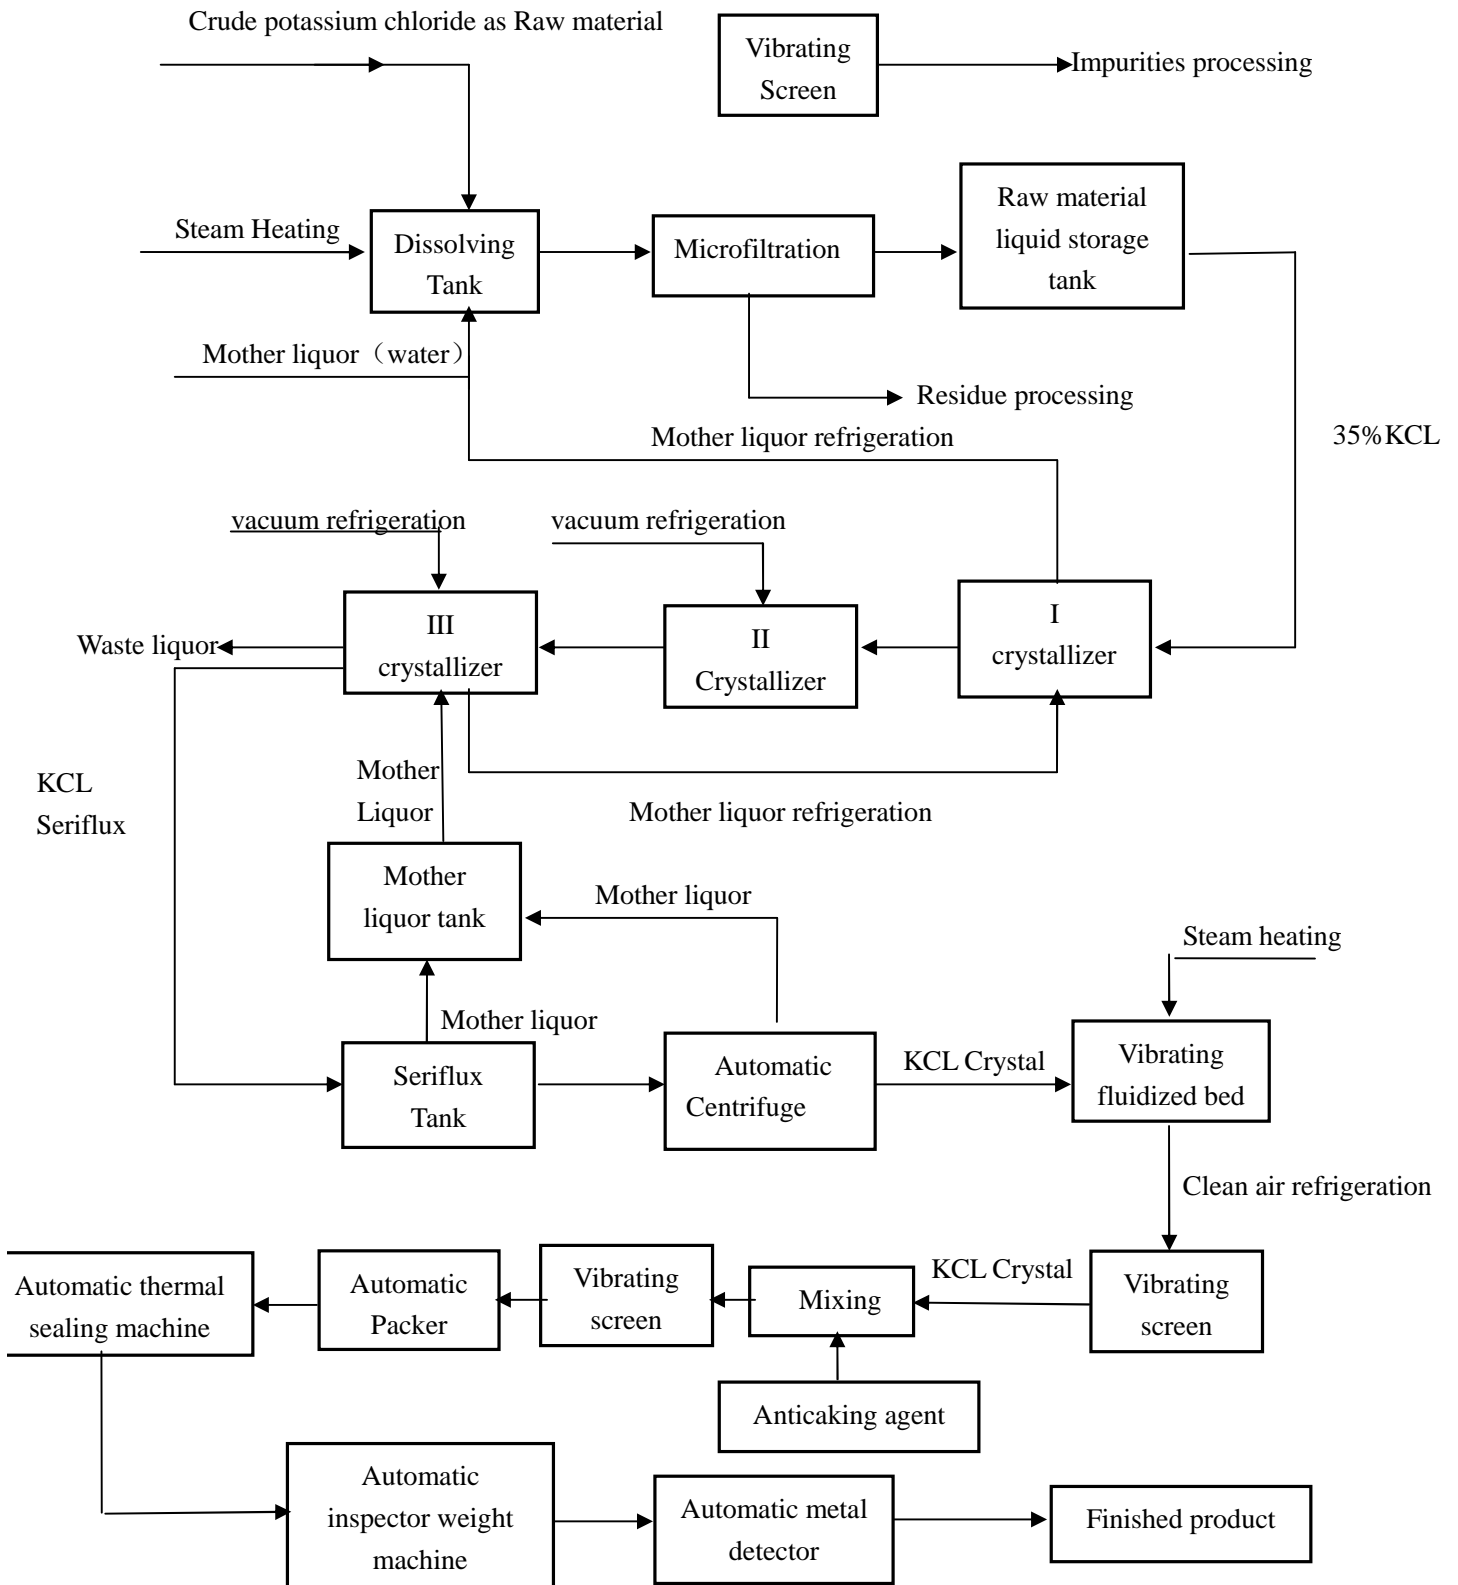 Crude potassium chloride as Raw material
Vibrating
Screen
Impurities processing
Steam Heating
Dissolving
Tank
Microfiltration
Raw material
liquid storage
tank
Mother liquor（water）
Residue processing
Mother liquor refrigeration
35%KCL
vacuum refrigeration
vacuum refrigeration
Waste liquor
III
crystallizer
II
Crystallizer
I
crystallizer
KCL
Seriflux
Mother
Liquor
Mother liquor refrigeration
Mother
liquor tank
Mother liquor
Steam heating
Mother liquor
Seriflux
Tank
Automatic
Centrifuge
KCL Crystal
Vibrating
fluidized bed
Clean air refrigeration
Automatic thermal
sealing machine
Automatic
Packer
Vibrating
screen
Mixing
KCL Crystal
Vibrating
screen
Anticaking agent
Automatic
inspector weight
machine
Automatic metal
detector
Finished product